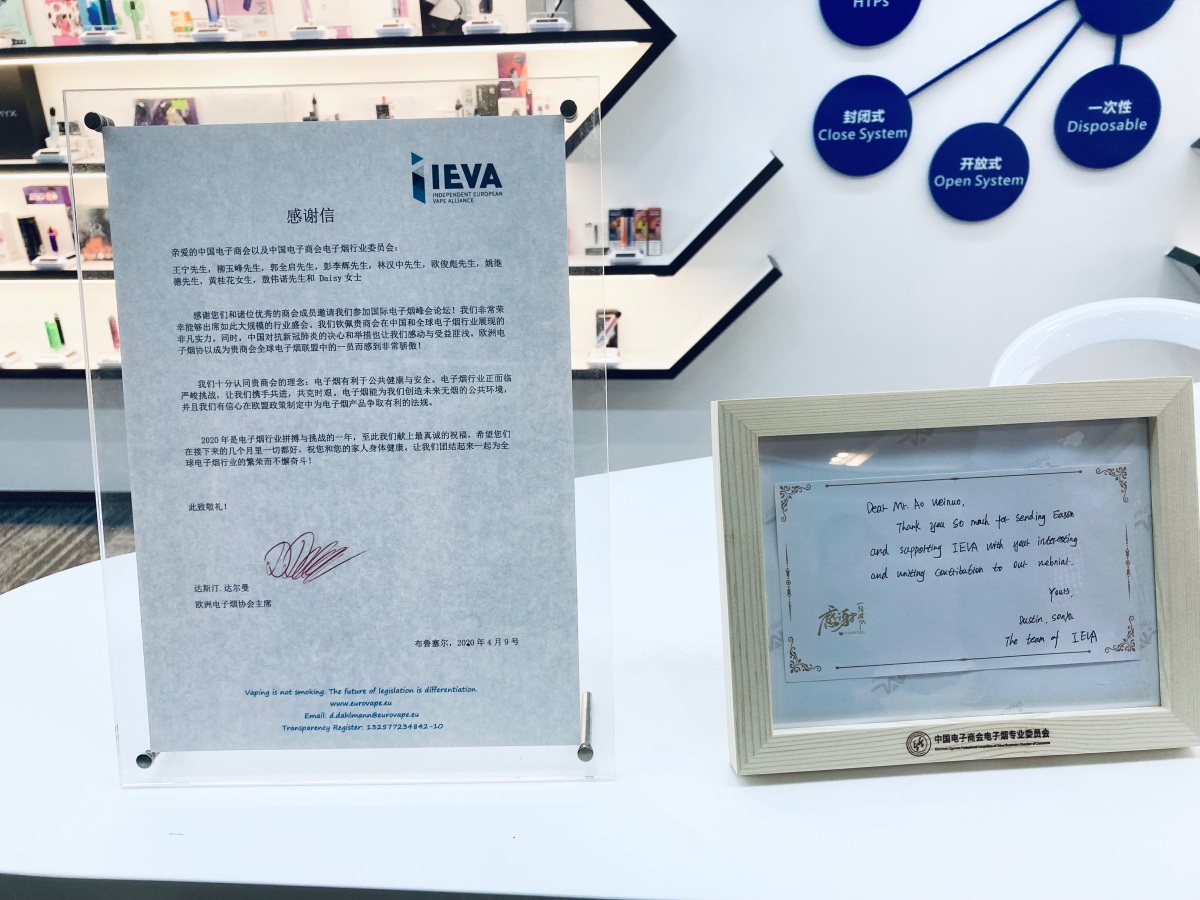 HTPs
封闭式
Close System
开放式
Open System
一次性
Disposable
IEVA
INDEPENDENT EUROPEAN
VAPE ALLIANCE
感谢信
亲爱的中国电子商会以及中国电子商会电子烟行业委员会:
王宁先生，柳玉峰先生，郭全启先生，彭李辉先生，林汉中先生，欧俊彪先生，姚继
德先生，黄桂花女生，敖伟诺先生和 Daisy 女士
感谢您们和诸位优秀的商会成员邀请我们参加国际电子烟峰会论坛！我们非常荣
幸能够出席如此大规模的行业盛会。我们钦佩贵商会在中国和全球电子烟行业展现的
非凡实力。同时，中国对抗新冠肺炎的决心和举措也让我们感动与受益匪浅。欧洲电
子烟协以成为贵商会全球电子烟联盟中的一员而感到非常骄傲！
我们十分认同贵商会的理念：电子烟有利于公共健康与安全。电子烟行业正面临
严峻挑战，让我们携手共进，共克时艰。电子烟能为我们创造未来无烟的公共环境，
并且我们有信心在欧盟政策制定中为电子烟产品争取有利的法规。
2020 年是电子烟行业拼搏与挑战的一年，至此我们献上最真诚的祝福，希望您们
在接下来的几个月里一切都好。祝您和您的家人身体健康。让我们团结起来一起为全
球电子烟行业的繁荣而不懈奋斗！
此致敬礼！
达斯汀.达尔曼
欧洲电子烟协会主席
布鲁塞尔，2020 年 4 月 9 号
Vaping is not smoking. The future of legislation is differentiation.
www.eurovape.eu
Email: d.dahlmann@eurovape.eu
Transparency Register: 132577234842-10
Dear Mr. Ao Weinuo,
Thank you so much for sending Eason
and supporting IEVA with your interesting
and uniting contribution to our webniar.
Yours,
Dustin, Sonja
The team of IEVA
感谢
中国电子商会电子烟专业委员会